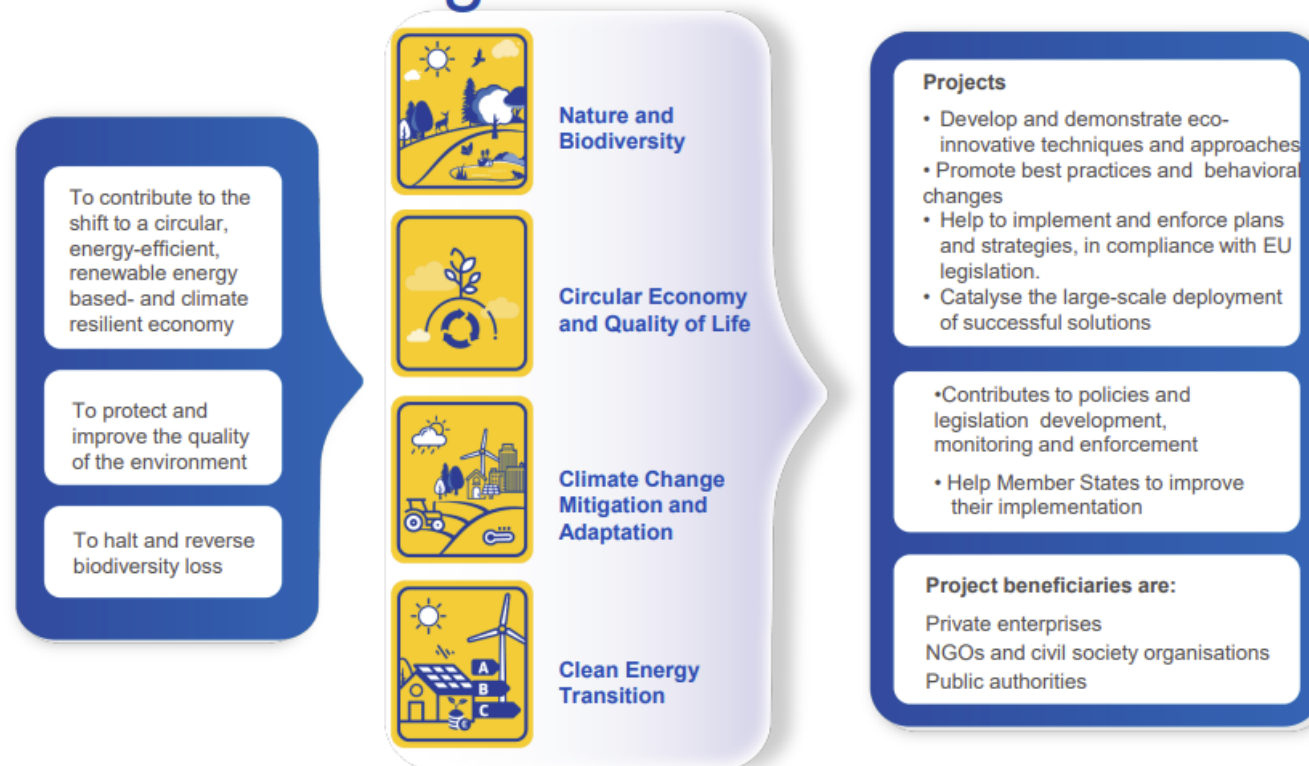 g
To contribute to the
shift to a circular,
energy-efficient,
renewable energy
based- and climate
resilient economy
To protect and
improve the quality
of the environment
To halt and reverse
biodiversity loss
Nature and
Biodiversity
Circular Economy
and Quality of Life
Climate Change
Mitigation and
Adaptation
A
B
C
Clean Energy
Transition
Projects
• Develop and demonstrate eco-
innovative techniques and approaches
• Promote best practices and behavioral
changes
• Help to implement and enforce plans
and strategies, in compliance with EU
legislation.
• Catalyse the large-scale deployment
of successful solutions
•Contributes to policies and
legislation development,
monitoring and enforcement
• Help Member States to improve
their implementation
Project beneficiaries are:
Private enterprises
NGOs and civil society organisations
Public authorities